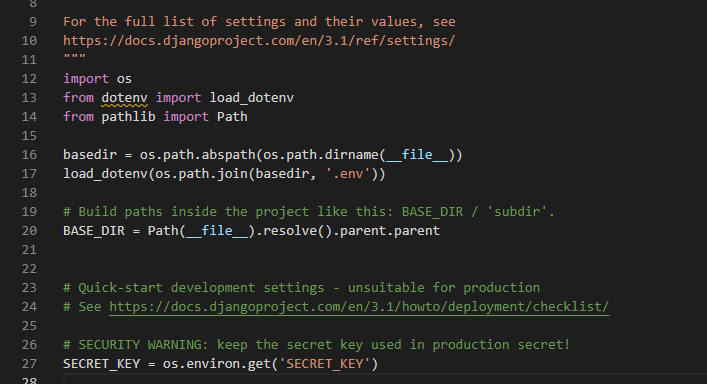 8
9 For the full list of settings and their values, see
10 https://docs.djangoproject.com/en/3.1/ref/settings/
11 """
12 import os
13 from dotenv import load_dotenv
14 from pathlib import Path
15
16 basedir = os.path.abspath(os.path.dirname(__file__))
17 load_dotenv(os.path.join(basedir, '.env'))
18
19 # Build paths inside the project like this: BASE_DIR / 'subdir'.
20 BASE_DIR = Path(__file__).resolve().parent.parent
21
22
23 # Quick-start development settings - unsuitable for production
24 # See https://docs.djangoproject.com/en/3.1/howto/deployment/checklist/
25
26 # SECURITY WARNING: keep the secret key used in production secret!
27 SECRET_KEY = os.environ.get('SECRET_KEY')
28